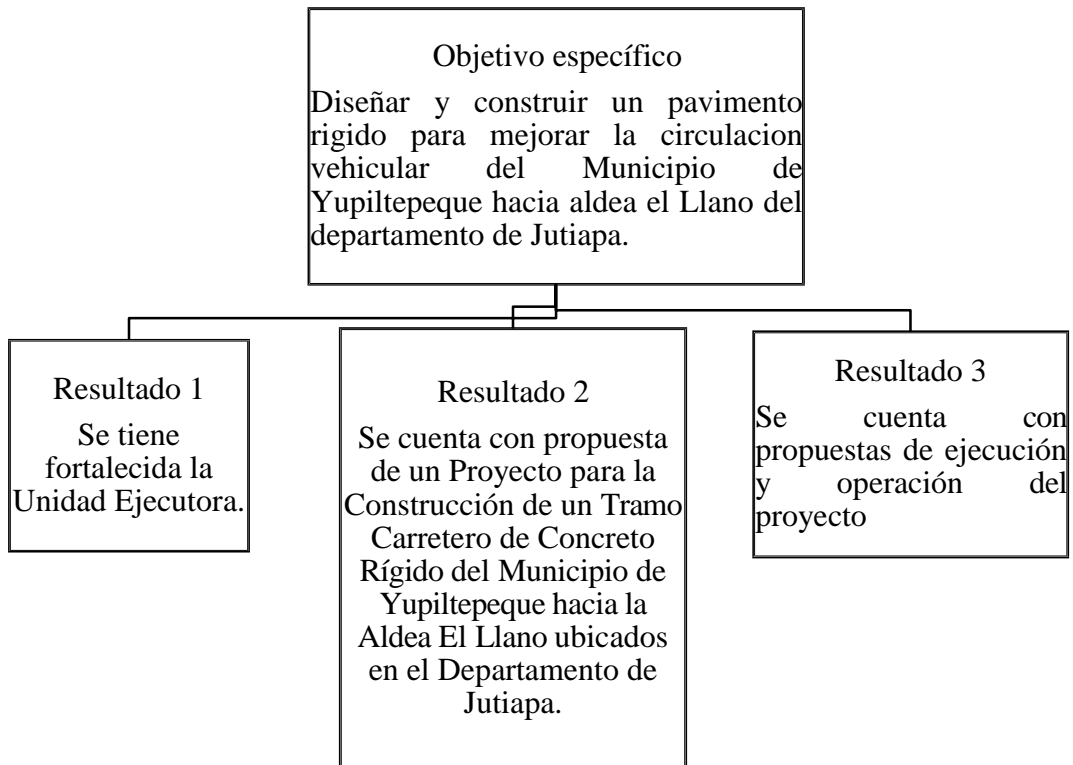 Objetivo específico
Diseñar y construir un pavimento
rigido para mejorar la circulacion
vehicular del Municipio de
Yupiltepeque hacia aldea el Llano del
departamento de Jutiapa.
Resultado 1
Se tiene
fortalecida la
Unidad Ejecutora.
Resultado 2
Se cuenta con propuesta
de un Proyecto para la
Construcción de un Tramo
Carretero de Concreto
Rígido del Municipio de
Yupiltepeque hacia la
Aldea El Llano ubicados
en el Departamento de
Jutiapa.
Resultado 3
Se cuenta con
propuestas de ejecución
y operación del
proyecto